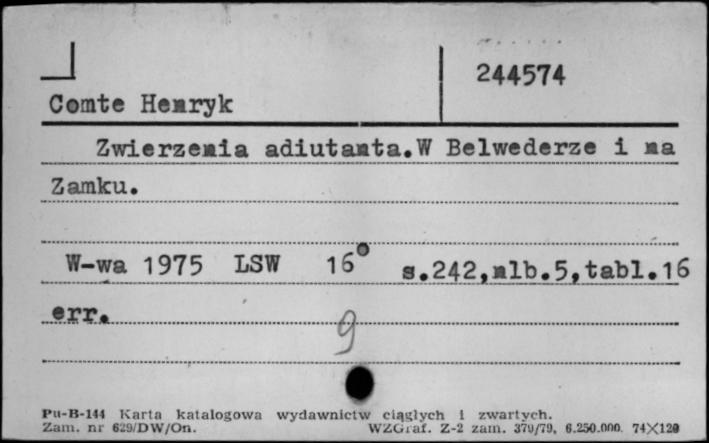 244574
Comte Henryk
Zwierzenia adiutanta.W Belwederze i na
Zamku.
W-wa 1975 LSW 16° s.242,nlb.5,tabl.16
err.
9
Pu-B-144 Karta katalogowa wydawnictw ciągłych i zwartych.
Zam. nr 629/DW/On. WZGraf. Z-2 zam. 379/79, 6.250.000. 74X120